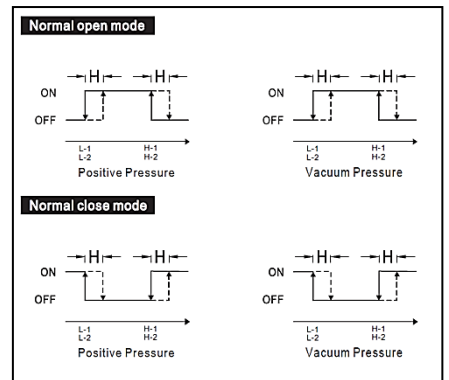 Normal open mode
H H H H
ON ON
OFF OFF
L-1 H-1 L-1 H-1
L-2 H-2 L-2 H-2
Positive Pressure Vacuum Pressure
Normal close mode
H H H H
ON ON
OFF OFF
L-1 H-1 L-1 H-1
L-2 H-2 L-2 H-2
Positive Pressure Vacuum Pressure